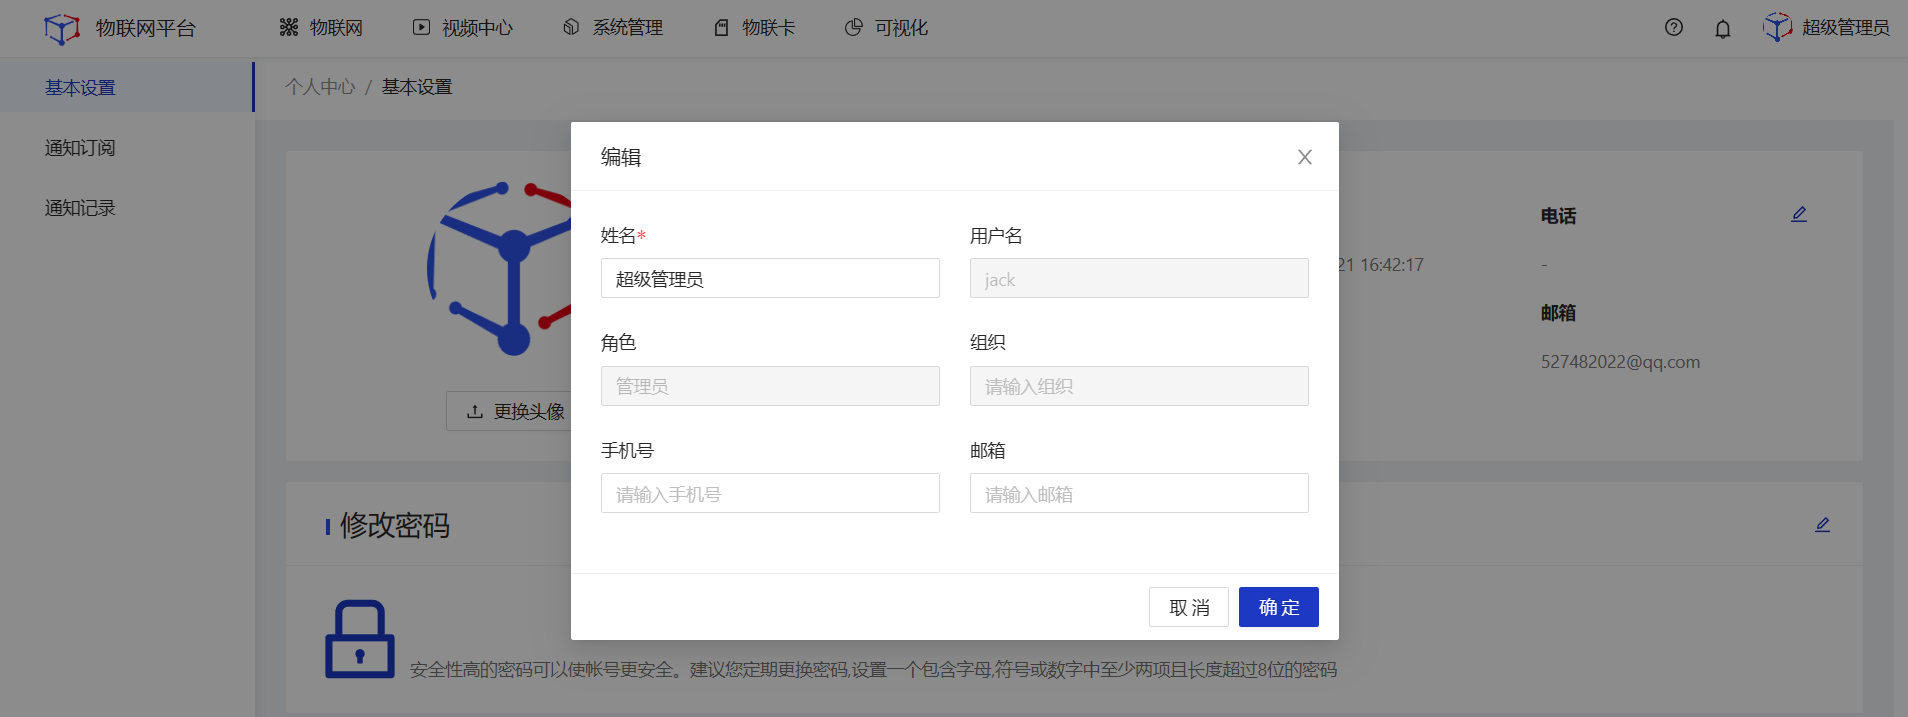 物联网平台 物联网 视频中心 系统管理 物联卡 可视化 超级管理员
基本设置
通知订阅
通知记录
个人中心 / 基本设置
更换头像
编辑
姓名* 用户名
超级管理员 jack
角色 组织
管理员 请输入组织
手机号 邮箱
请输入手机号 请输入邮箱
取消 确定
21 16:42:17
电话
-
邮箱
527482022@qq.com
修改密码
安全性高的密码可以使帐号更安全。建议您定期更换密码,设置一个包含字母,符号或数字中至少两项且长度超过8位的密码